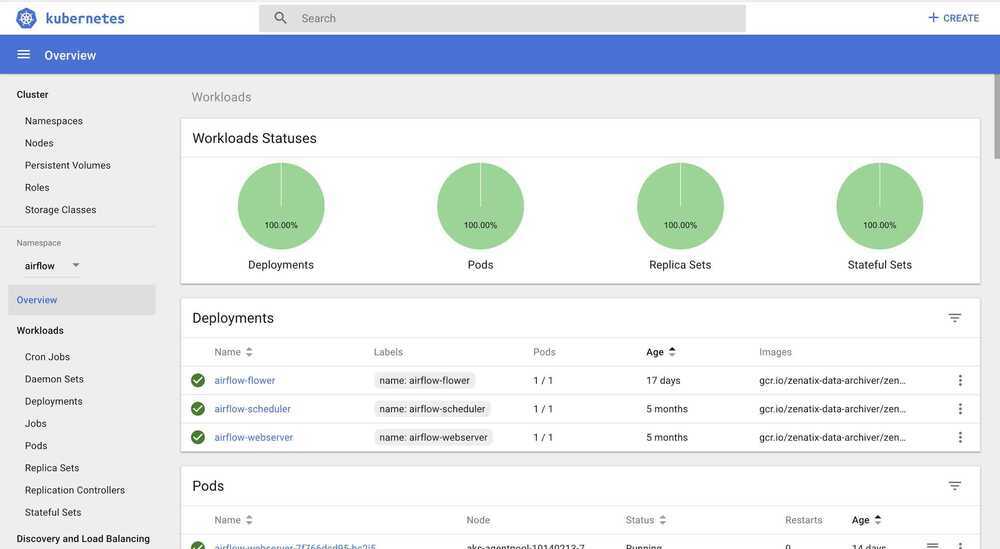 kubernetes
Search
+ CREATE
Overview
Cluster
Namespaces
Nodes
Persistent Volumes
Roles
Storage Classes
Namespace
airflow
Overview
Workloads
Cron Jobs
Daemon Sets
Deployments
Jobs
Pods
Replica Sets
Replication Controllers
Stateful Sets
Discovery and Load Balancing
Workloads
Workloads Statuses
100.00% 100.00% 100.00% 100.00%
Deployments Pods Replica Sets Stateful Sets
Deployments
Name Labels Pods Age Images
airflow-flower name: airflow-flower 1 / 1 17 days gcr.io/zenatix-data-archiver/zen…
airflow-scheduler name: airflow-scheduler 1 / 1 5 months gcr.io/zenatix-data-archiver/zen…
airflow-webserver name: airflow-webserver 1 / 1 5 months gcr.io/zenatix-data-archiver/zen…
Pods
Name Node Status Restarts Age
Running 0 14 days